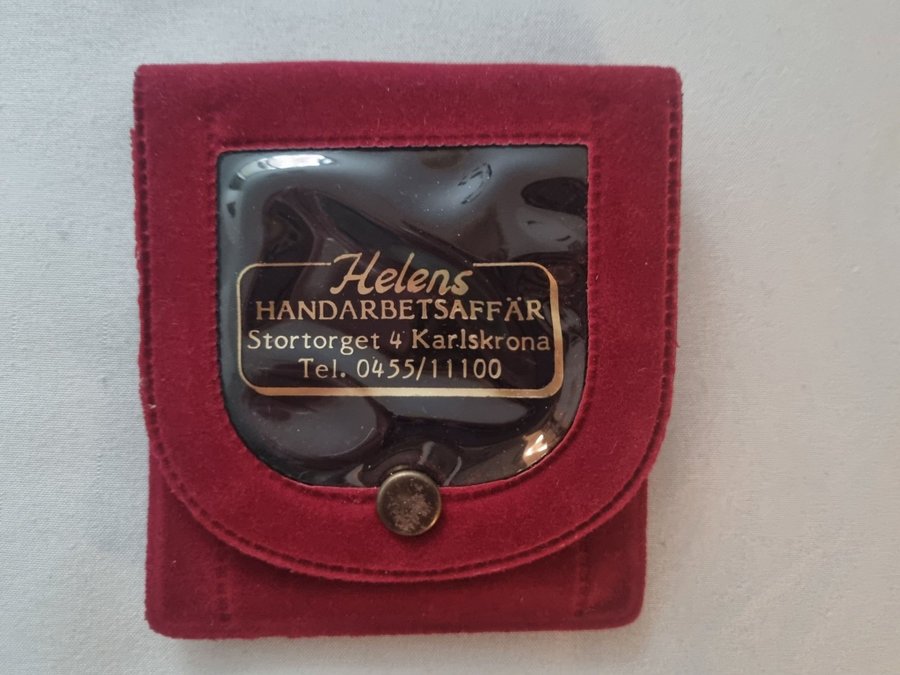 Helens
HANDARBETSAFFÄR
Stortorget 4 Karlskrona
Tel. 0455/11100